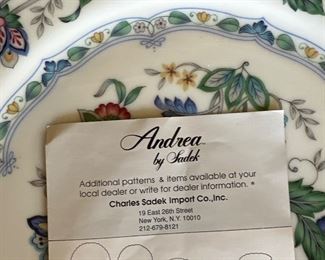 Andrea
by Sadek
Additional patterns & items available at your
local dealer or write for dealer information. *
Charles Sadek Import Co.,Inc.
19 East 26th Street
New York, N.Y. 10010
212-679-8121